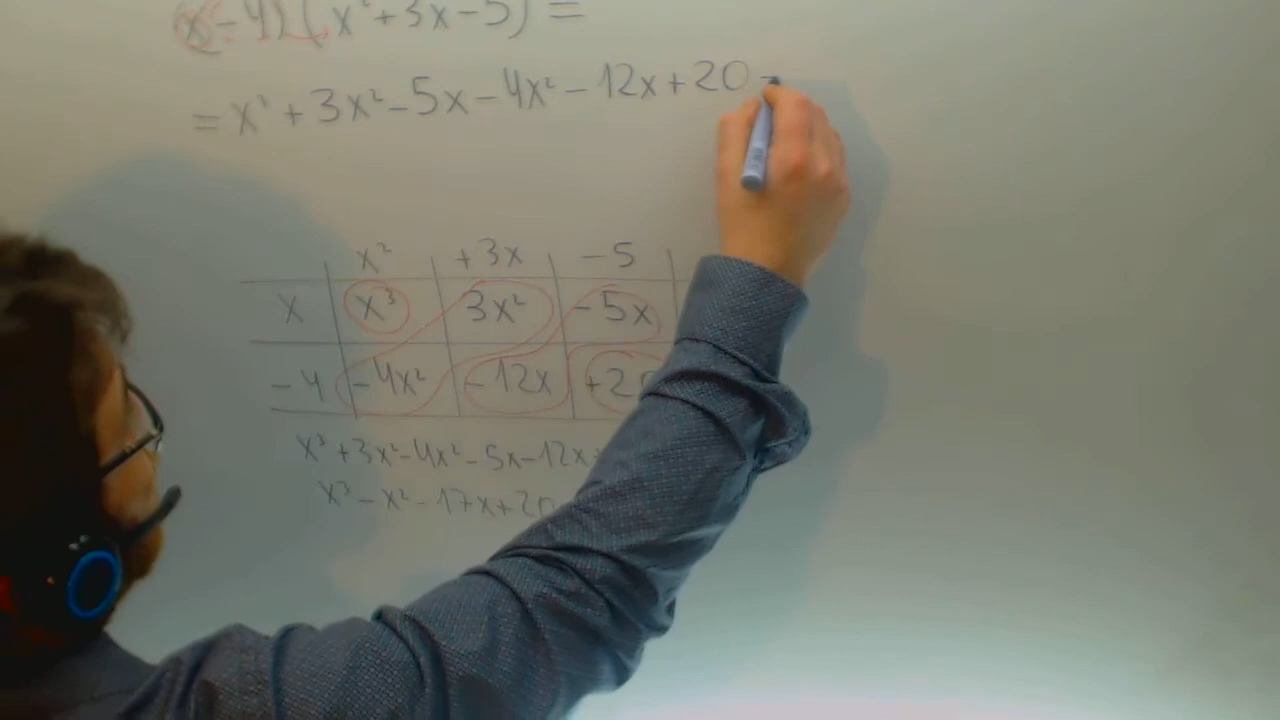 (x-4)(x²+3x-5)=
= x³+3x²-5x-4x²-12x+20
x² +3x -5
x x³ 3x² -5x
-4 -4x² -12x +20
x³+3x²-4x²-5x-12x+
x³-x²-17x+20